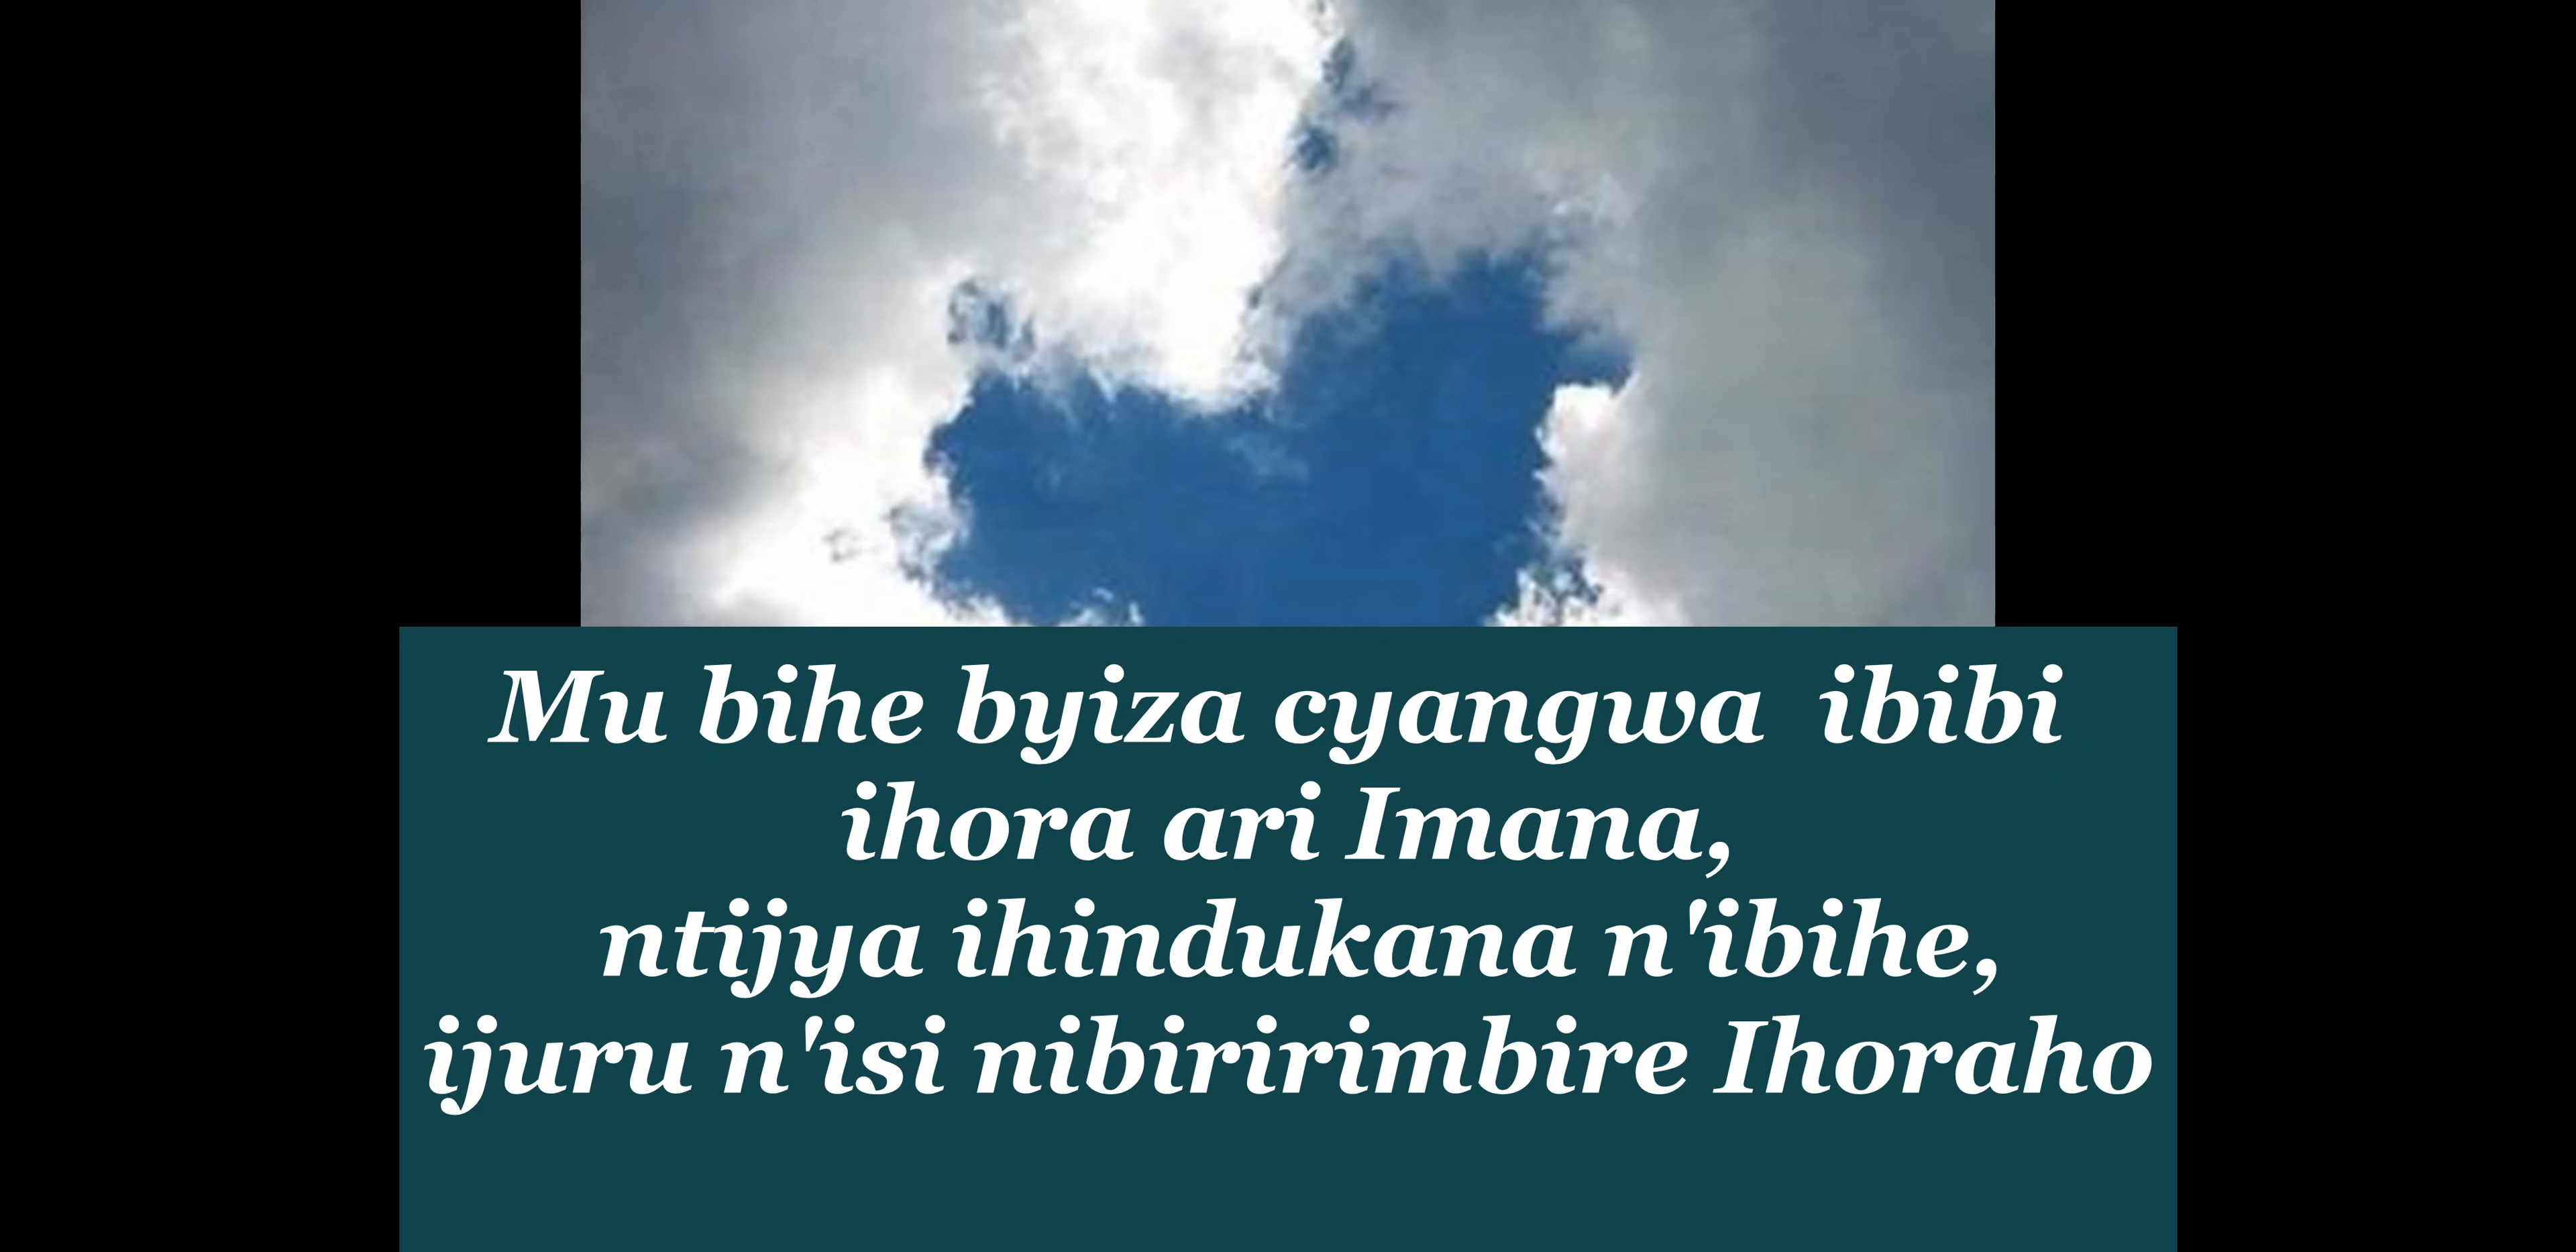 Mu bihe byiza cyangwa  ibibi
ihora ari Imana,
ntijya ihindukana n'ibihe,
ijuru n'isi nibiririmbire Ihoraho